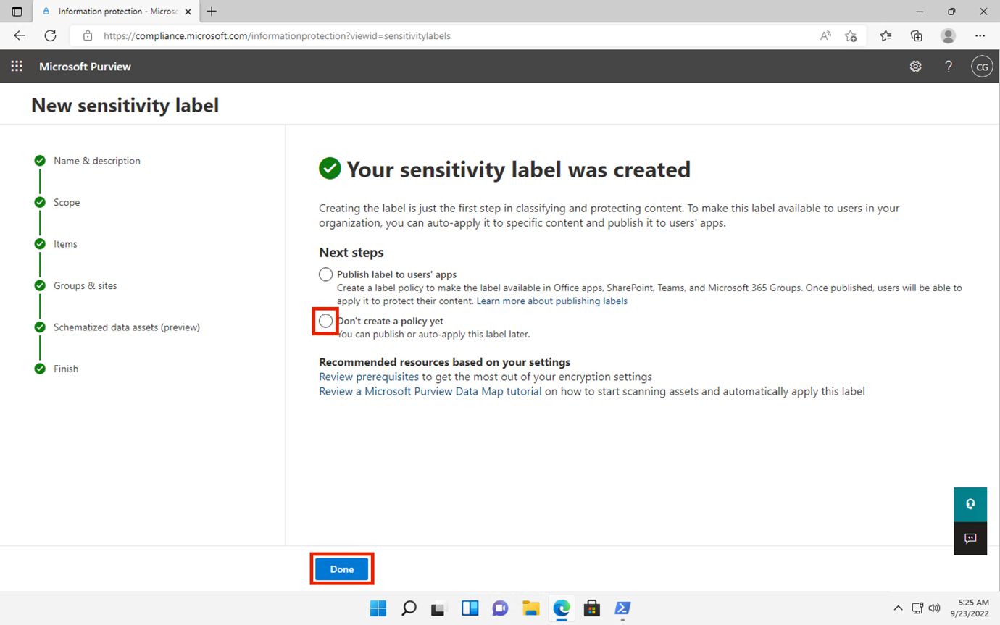 Information protection - Microso
https://compliance.microsoft.com/informationprotection?viewid=sensitivitylabels
Microsoft Purview
CG
New sensitivity label
Name & description
Scope
Items
Groups & sites
Schematized data assets (preview)
Finish
Your sensitivity label was created
Creating the label is just the first step in classifying and protecting content. To make this label available to users in your
organization, you can auto-apply it to specific content and publish it to users' apps.
Next steps
Publish label to users' apps
Create a label policy to make the label available in Office apps, SharePoint, Teams, and Microsoft 365 Groups. Once published, users will be able to
apply it to protect their content. Learn more about publishing labels
Don't create a policy yet
You can publish or auto-apply this label later.
Recommended resources based on your settings
Review prerequisites to get the most out of your encryption settings
Review a Microsoft Purview Data Map tutorial on how to start scanning assets and automatically apply this label
Done
5:25 AM
9/23/2022